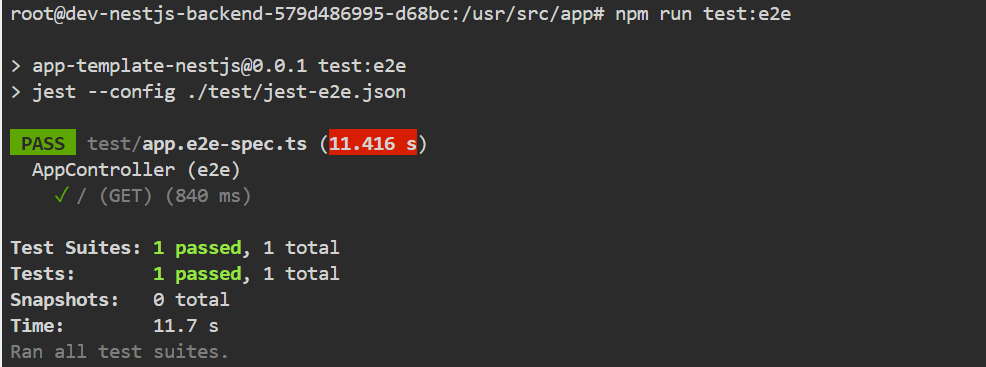 root@dev-nestjs-backend-579d486995-d68bc:/usr/src/app# npm run test:e2e
> app-template-nestjs@0.0.1 test:e2e
> jest --config ./test/jest-e2e.json
PASS test/app.e2e-spec.ts (11.416 s)
AppController (e2e)
✓ / (GET) (840 ms)
Test Suites: 1 passed, 1 total
Tests: 1 passed, 1 total
Snapshots: 0 total
Time: 11.7 s
Ran all test suites.